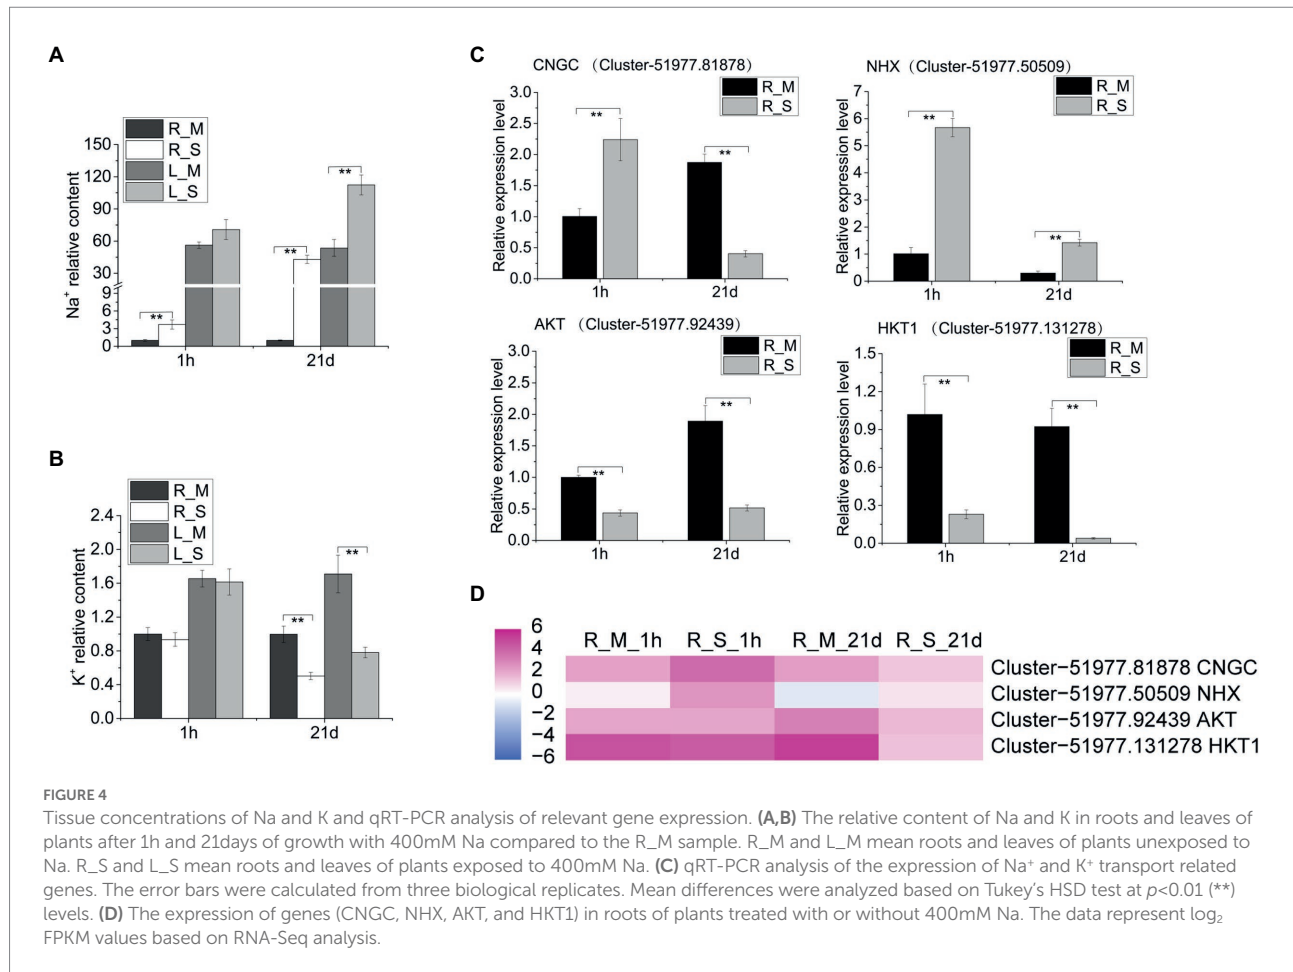 A
R_M
R_S
L_M
L_S
Na⁺ relative content
150
120
90
60
30
9
6
3
0
**
**
**
1h
21d
B
R_M
R_S
L_M
L_S
K⁺ relative content
2.4
2.0
1.6
1.2
0.8
0.4
0.0
**
**
1h
21d
C
CNGC （Cluster-51977.81878）
R_M
R_S
Relative expression level
3.0
2.5
2.0
1.5
1.0
0.5
0.0
**
**
1h
21d
NHX（Cluster-51977.50509）
R_M
R_S
Relative expression level
7
6
5
2
1
0
**
**
1h
21d
AKT （Cluster-51977.92439）
R_M
R_S
Relative expression level
3.0
2.5
2.0
1.5
1.0
0.5
0.0
**
**
1h
21d
HKT1 （Cluster-51977.131278）
R_M
R_S
Relative expression level
1.5
1.2
0.9
0.6
0.3
0.0
**
**
1h
21d
D
6
4
2
0
−2
−4
−6
R_M_1h R_S_1h R_M_21d R_S_21d
Cluster−51977.81878 CNGC
Cluster−51977.50509 NHX
Cluster−51977.92439 AKT
Cluster−51977.131278 HKT1
FIGURE 4
Tissue concentrations of Na and K and qRT-PCR analysis of relevant gene expression. (A,B) The relative content of Na and K in roots and leaves of
plants after 1h and 21days of growth with 400mM Na compared to the R_M sample. R_M and L_M mean roots and leaves of plants unexposed to
Na. R_S and L_S mean roots and leaves of plants exposed to 400mM Na. (C) qRT-PCR analysis of the expression of Na⁺ and K⁺ transport related
genes. The error bars were calculated from three biological replicates. Mean differences were analyzed based on Tukey's HSD test at p<0.01 (**)
levels. (D) The expression of genes (CNGC, NHX, AKT, and HKT1) in roots of plants treated with or without 400mM Na. The data represent log₂
FPKM values based on RNA-Seq analysis.